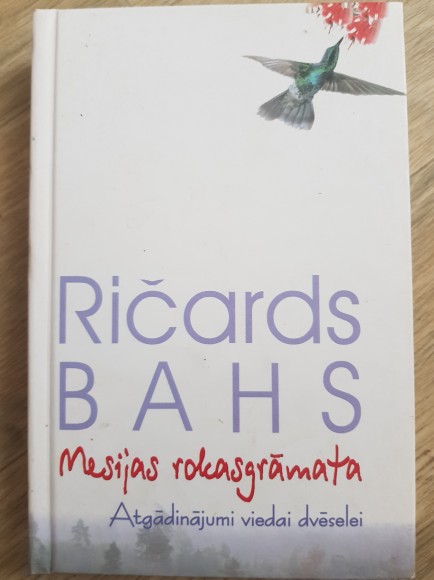 Ričards
BAHS
Mesijas rokasgrāmata
Atgādinājumi viedai dvēselei